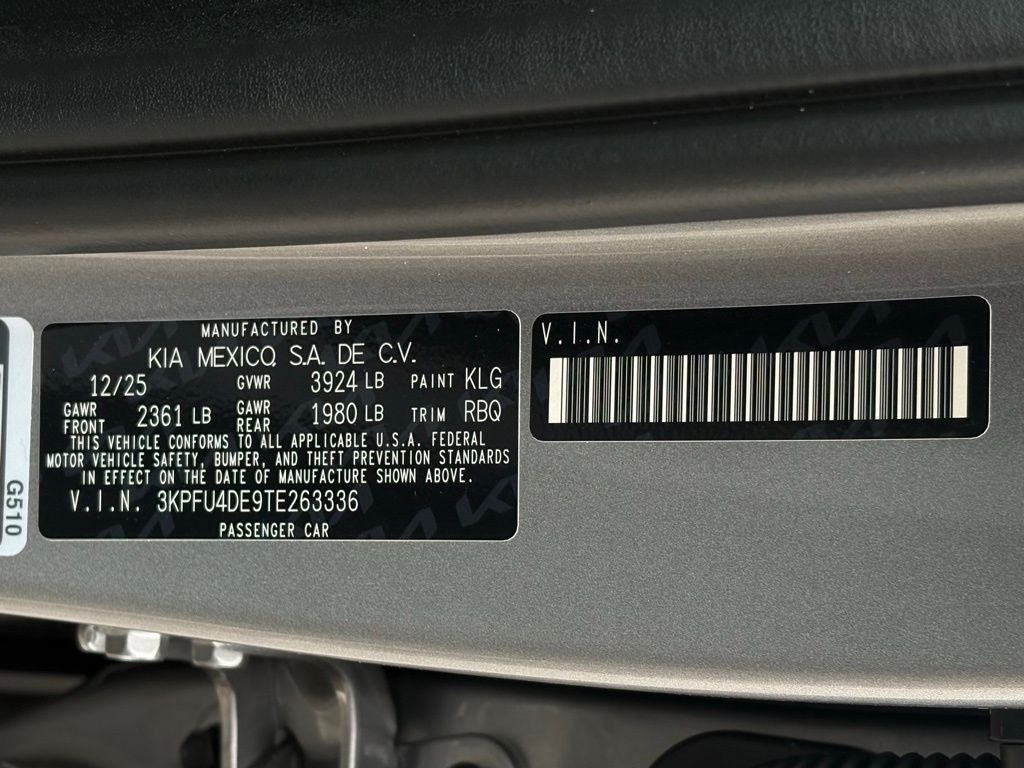 MANUFACTURED BY
KIA MEXICO, S.A. DE C.V.
12/25 GVWR 3924 LB PAINT KLG
GAWR FRONT 2361 LB GAWR REAR 1980 LB TRIM RBQ
THIS VEHICLE CONFORMS TO ALL APPLICABLE U.S.A. FEDERAL
MOTOR VEHICLE SAFETY, BUMPER, AND THEFT PREVENTION STANDARDS
IN EFFECT ON THE DATE OF MANUFACTURE SHOWN ABOVE.
V.I.N. 3KPFU4DE9TE263336
PASSENGER CAR
V.I.N.
G510